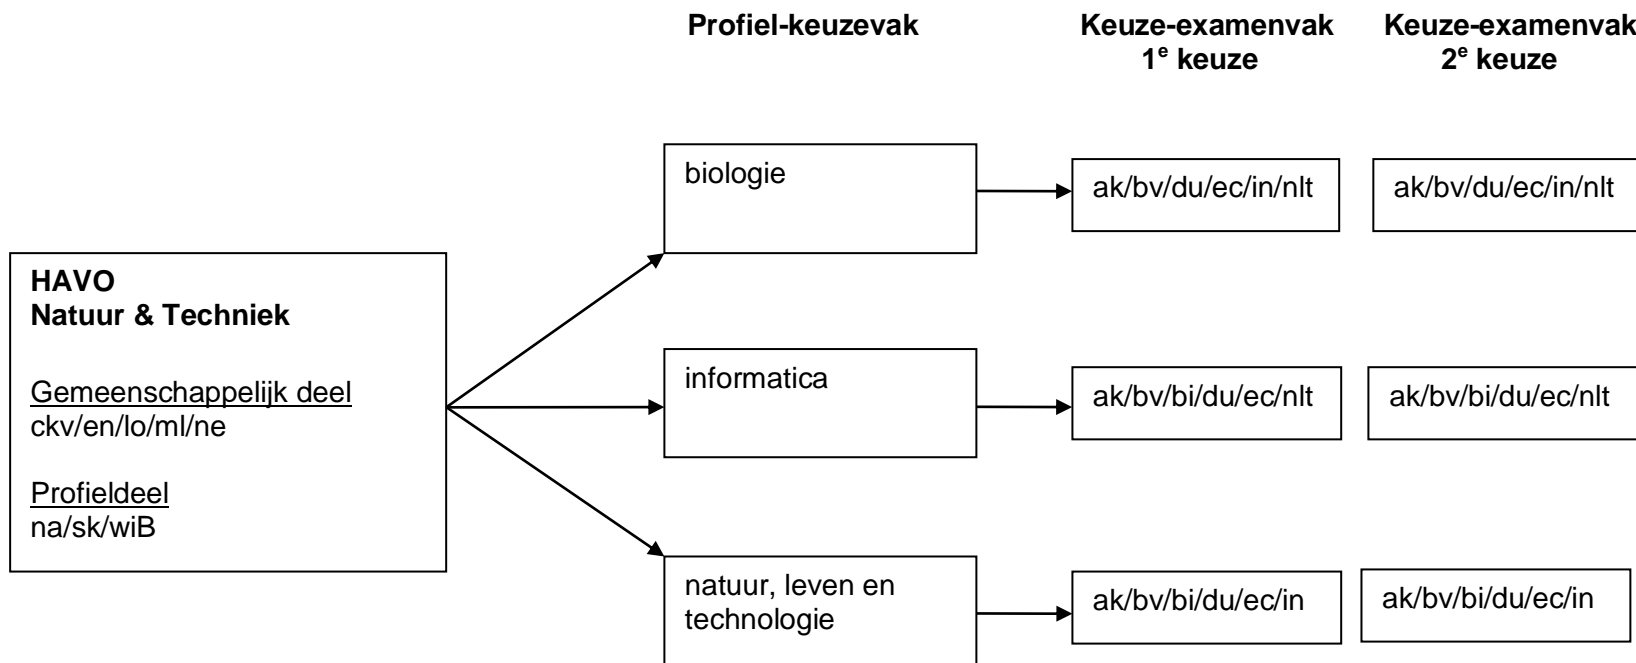 Profiel-keuzevak
Keuze-examenvak
1e keuze
Keuze-examenvak
2e keuze
HAVO
Natuur & Techniek
Gemeenschappelijk deel
ckv/en/lo/ml/ne
Profieldeel
na/sk/wiB
biologie
ak/bv/du/ec/in/nlt
ak/bv/du/ec/in/nlt
informatica
ak/bv/bi/du/ec/nlt
ak/bv/bi/du/ec/nlt
natuur, leven en
technologie
ak/bv/bi/du/ec/in
ak/bv/bi/du/ec/in